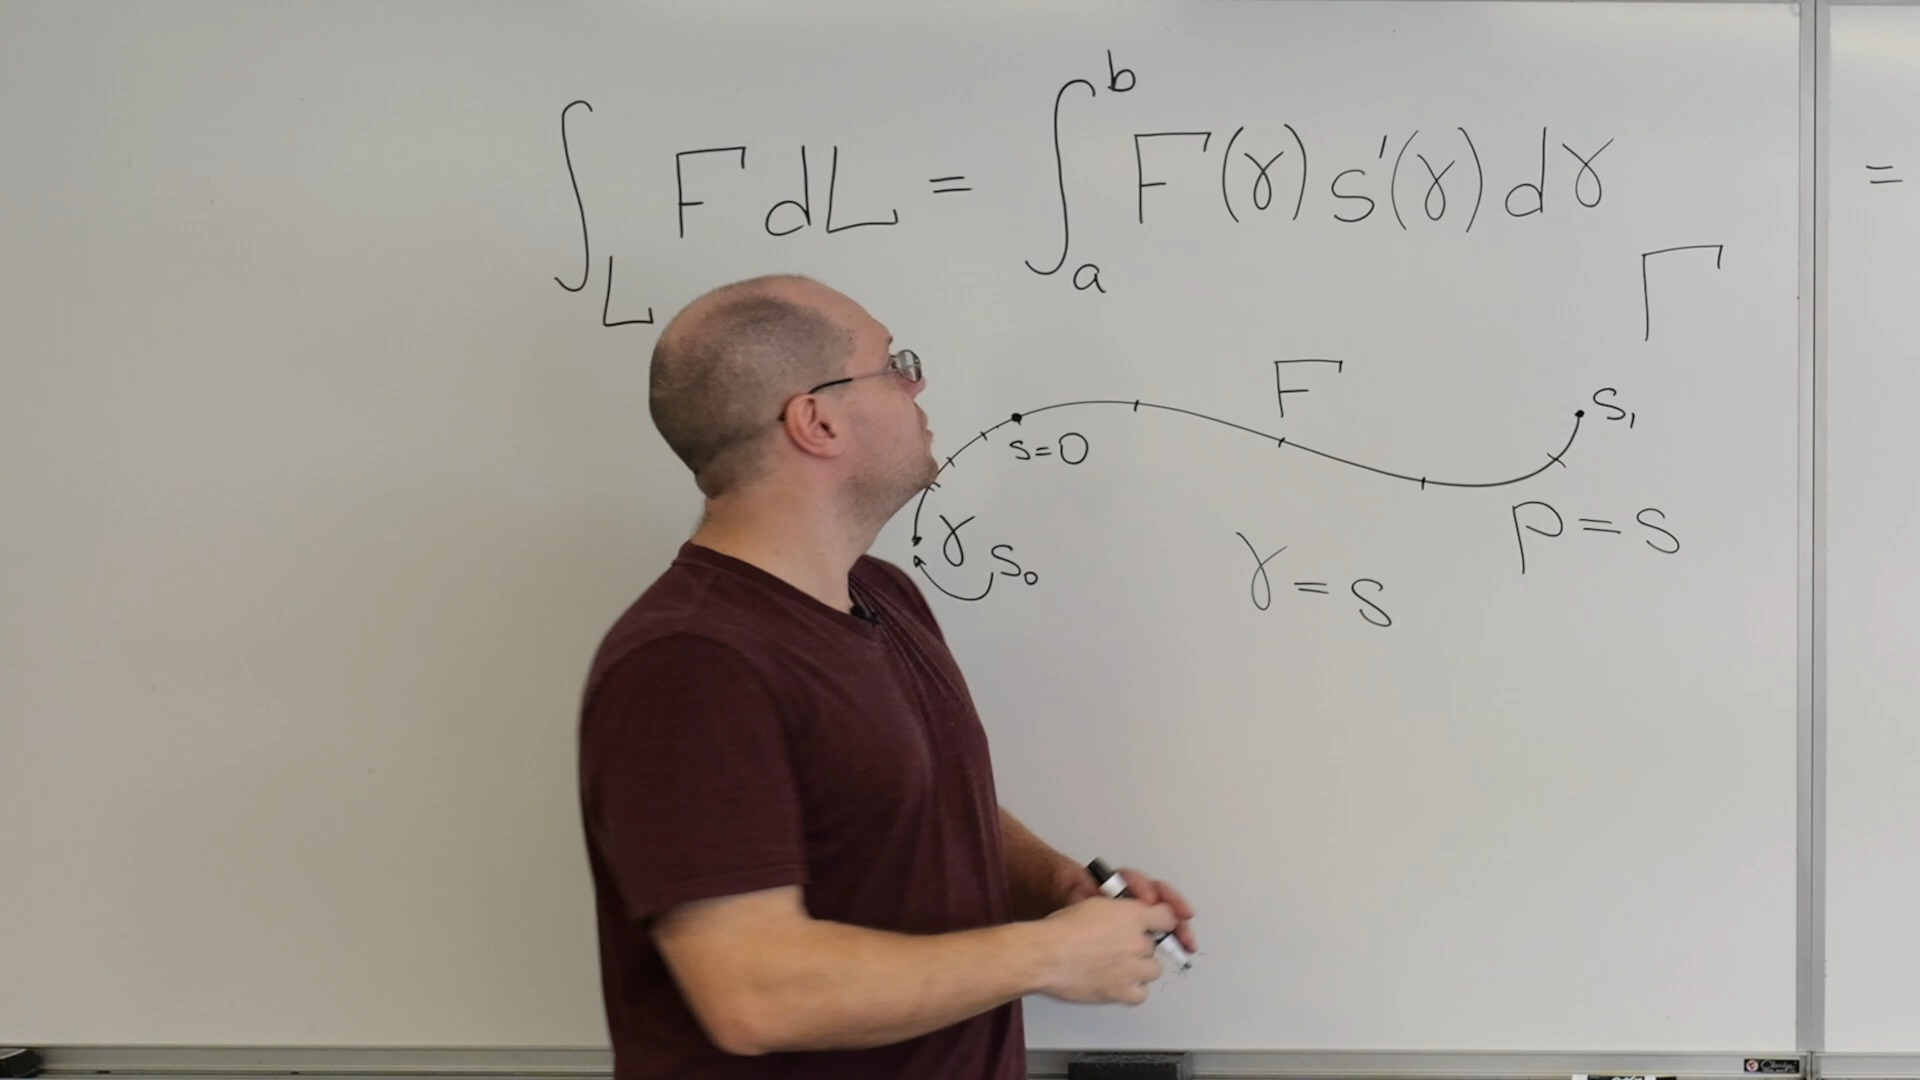 ∫_L F dL = ∫_a^b F(γ) s'(γ) dγ =
Γ
F
s₁
s=0
γ s₀
ρ = s
γ = s